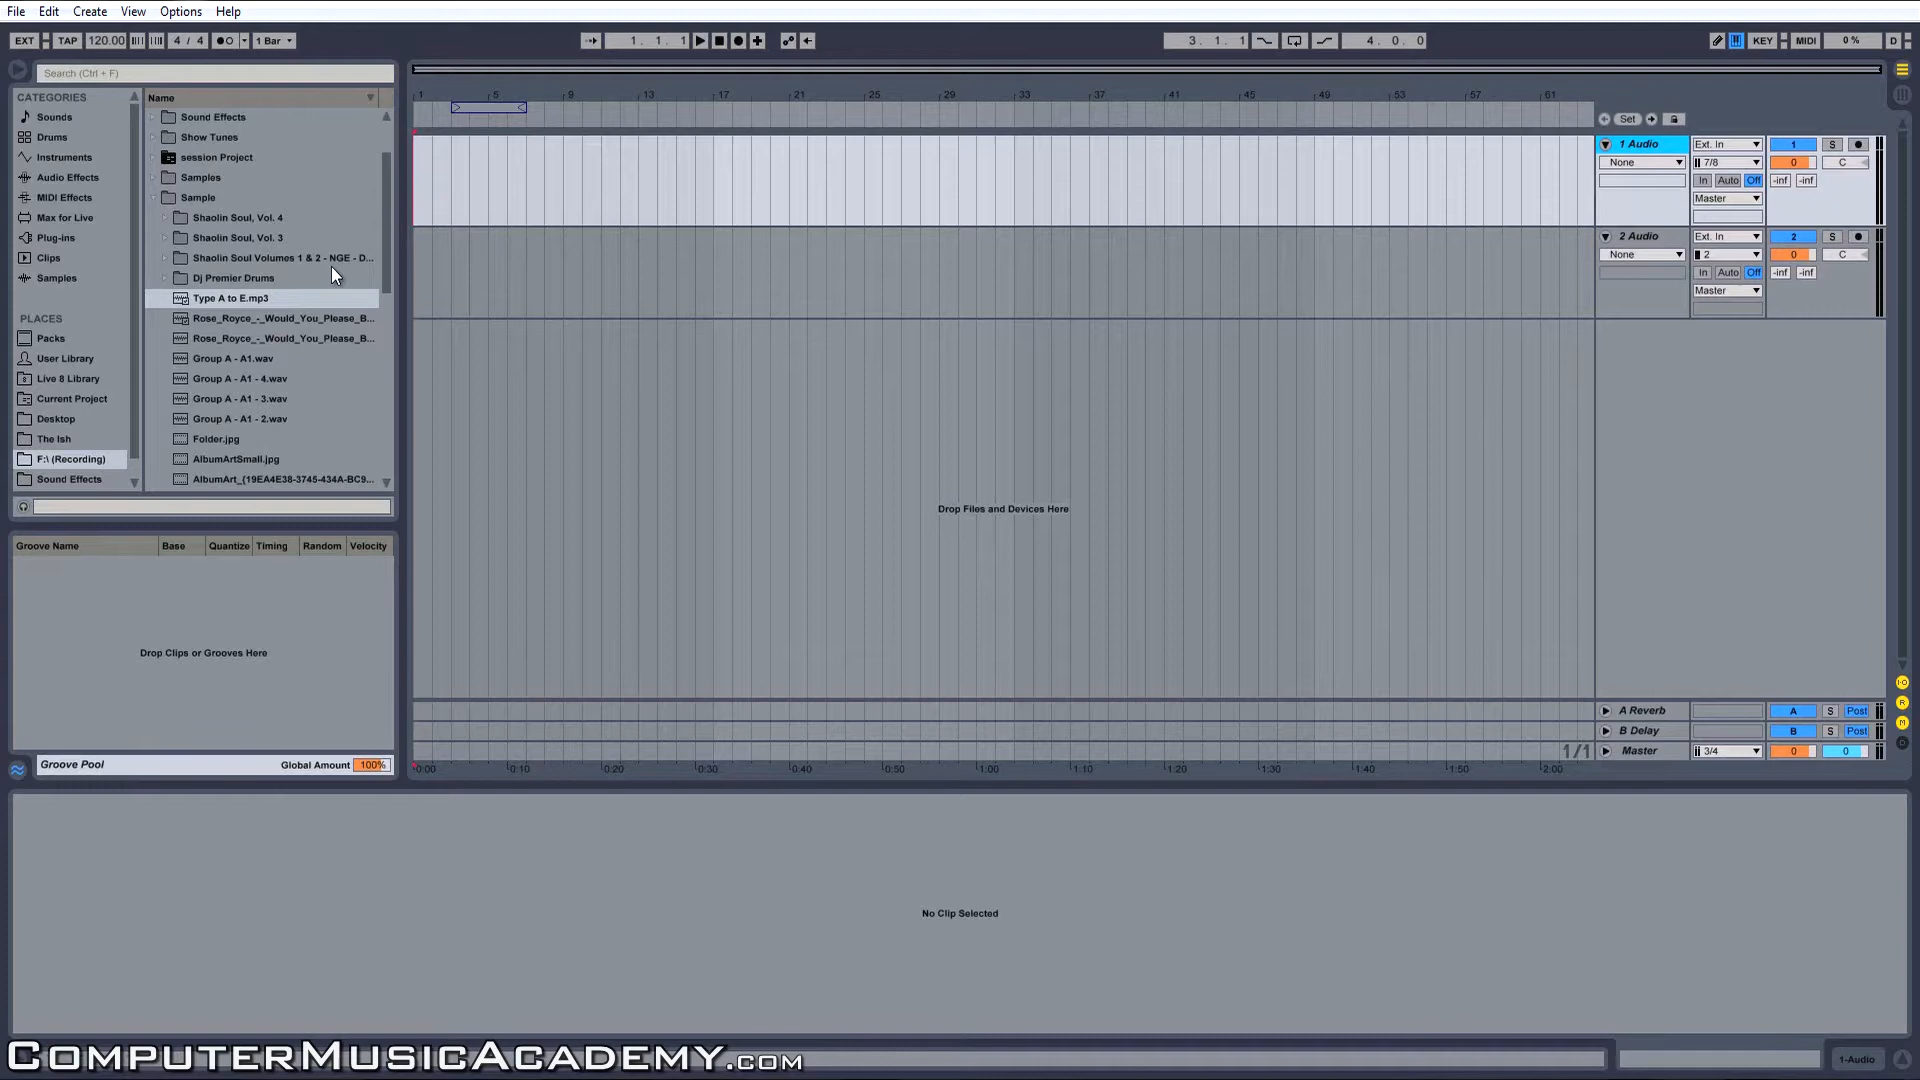 File Edit Create View Options Help
EXT TAP 120.00 4 / 4 1 Bar 1. 1. 1 3. 1. 1 4. 0. 0 KEY MIDI 0 % D
Search (Ctrl + F)
CATEGORIES
Sounds
Drums
Instruments
Audio Effects
MIDI Effects
Max for Live
Plug-ins
Clips
Samples
PLACES
Packs
User Library
Live 8 Library
Current Project
Desktop
The Ish
F:\ (Recording)
Sound Effects
Name
Sound Effects
Show Tunes
session Project
Samples
Sample
Shaolin Soul, Vol. 4
Shaolin Soul, Vol. 3
Shaolin Soul Volumes 1 & 2 - NGE - D...
Dj Premier Drums
Type A to E.mp3
Rose_Royce_-_Would_You_Please_B...
Rose_Royce_-_Would_You_Please_B...
Group A - A1.wav
Group A - A1 - 4.wav
Group A - A1 - 3.wav
Group A - A1 - 2.wav
Folder.jpg
AlbumArtSmall.jpg
AlbumArt_{19EA4E38-3745-434A-BC9...
Groove Name Base Quantize Timing Random Velocity
Drop Clips or Grooves Here
Groove Pool Global Amount 100%
1 5 9 13 17 21 25 29 33 37 41 45 49 53 57 61
Set
1 Audio Ext. In 1 S
None 7/8 0 C
In Auto Off -inf -inf
Master
2 Audio Ext. In 2 S
None 2 0 C
In Auto Off -inf -inf
Master
Drop Files and Devices Here
A Reverb A S Post
B Delay B S Post
1/1 Master 3/4 0 0
0:00 0:10 0:20 0:30 0:40 0:50 1:00 1:10 1:20 1:30 1:40 1:50 2:00
No Clip Selected
COMPUTERMUSICACADEMY.COM
1-Audio